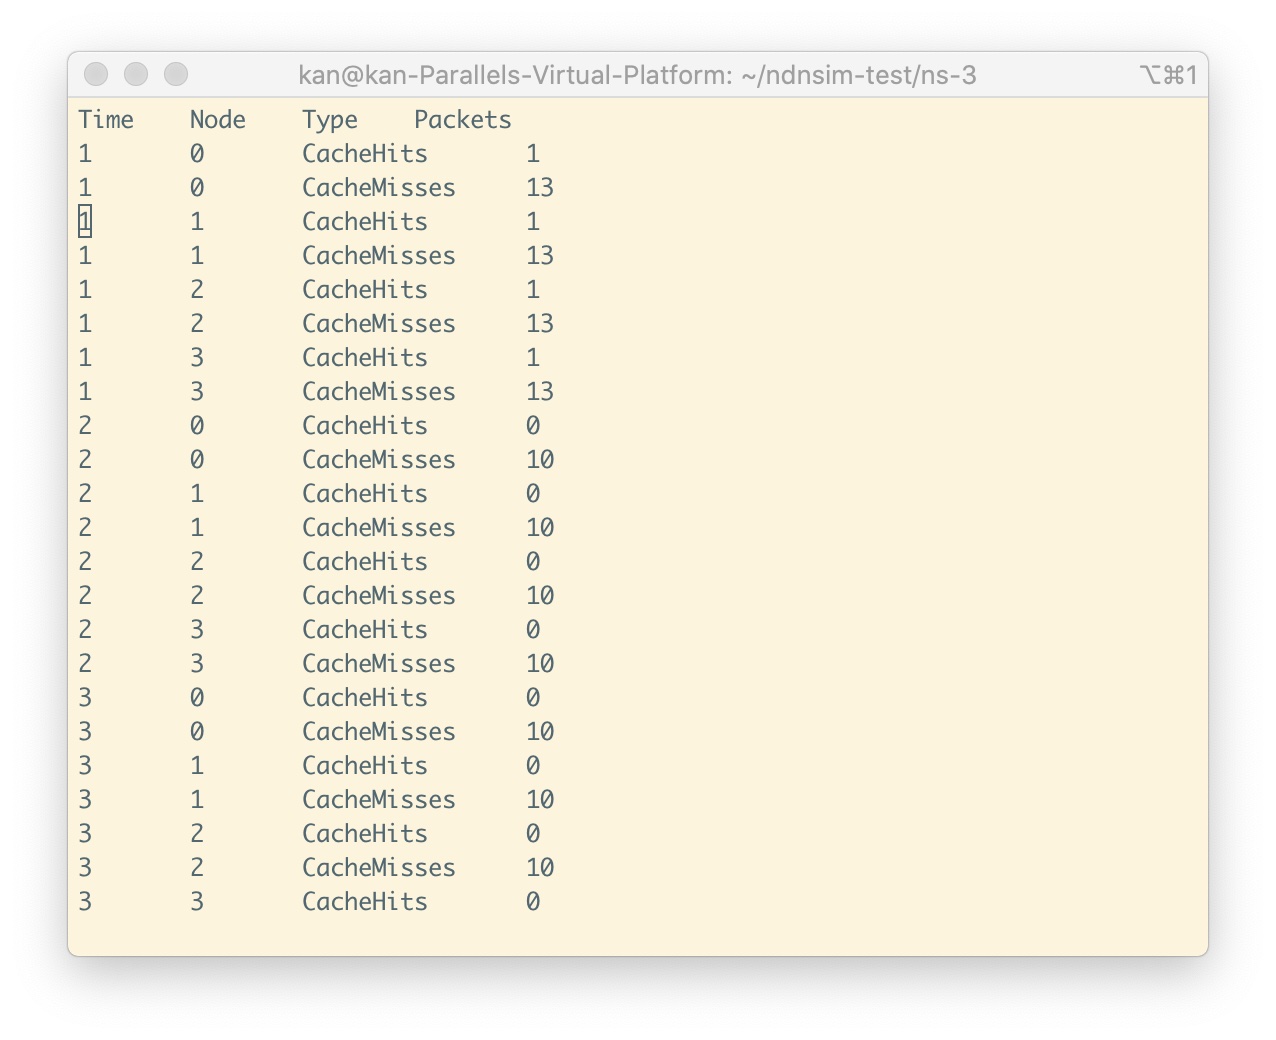 kan@kan-Parallels-Virtual-Platform: ~/ndnsim-test/ns-3 ⌥⌘1
Time Node Type Packets
1 0 CacheHits 1
1 0 CacheMisses 13
1 1 CacheHits 1
1 1 CacheMisses 13
1 2 CacheHits 1
1 2 CacheMisses 13
1 3 CacheHits 1
1 3 CacheMisses 13
2 0 CacheHits 0
2 0 CacheMisses 10
2 1 CacheHits 0
2 1 CacheMisses 10
2 2 CacheHits 0
2 2 CacheMisses 10
2 3 CacheHits 0
2 3 CacheMisses 10
3 0 CacheHits 0
3 0 CacheMisses 10
3 1 CacheHits 0
3 1 CacheMisses 10
3 2 CacheHits 0
3 2 CacheMisses 10
3 3 CacheHits 0